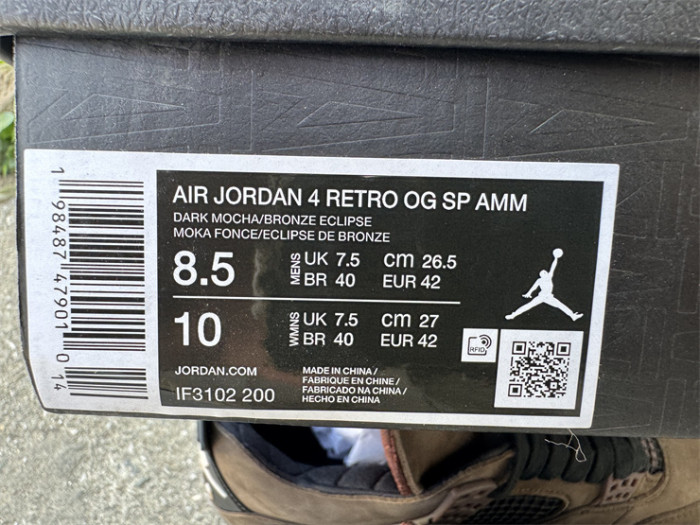 AIR JORDAN 4 RETRO OG SP AMM
DARK MOCHA/BRONZE ECLIPSE
MOKA FONCE/ECLIPSE DE BRONZE
8.5 MENS UK 7.5 cm 26.5
BR 40 EUR 42
10 WMNS UK 7.5 cm 27
BR 40 EUR 42
RFID
JORDAN.COM
IF3102 200
MADE IN CHINA/
FABRIQUE EN CHINE/
FABRICADO NA CHINA/
HECHO EN CHINA
1 98487 47901 0 14